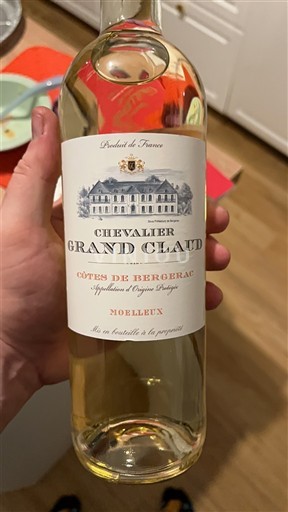 Produit de France
CHEVALIER
GRAND CLAUD
CÔTES DE BERGERAC
Appellation d'Origine Protégée
MOELLEUX
Mis en bouteille à la propriété